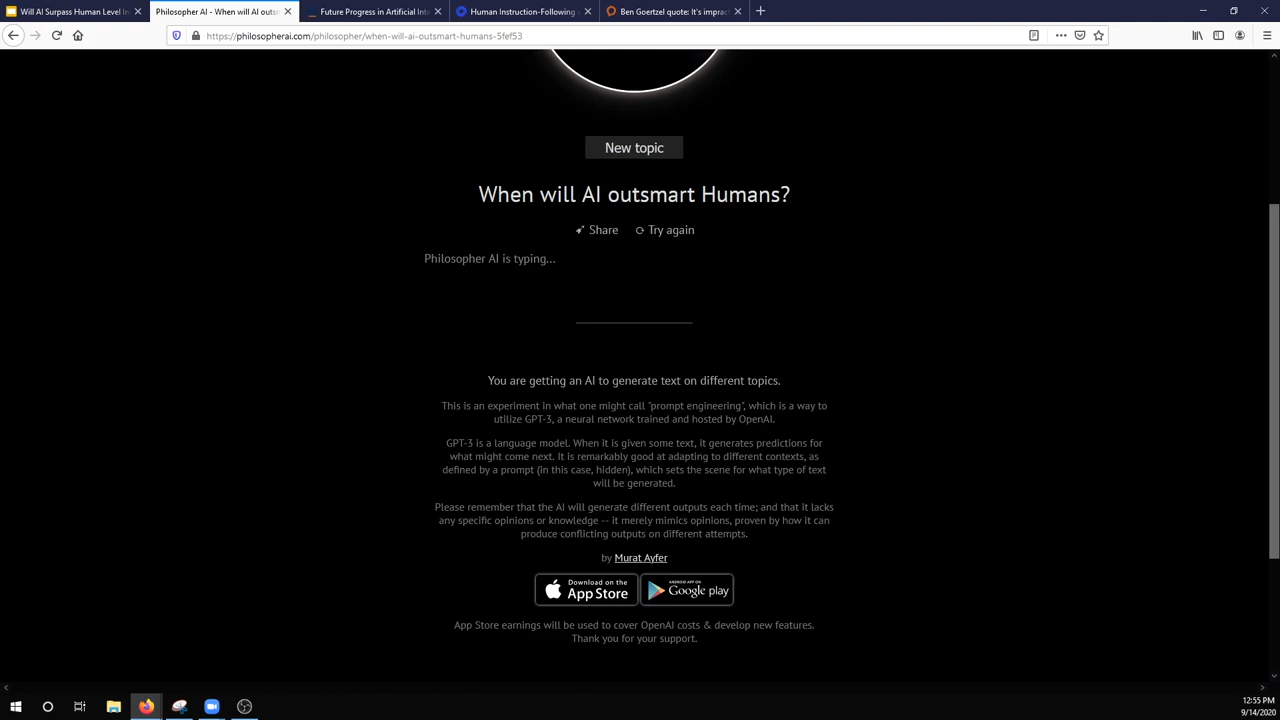 Will AI Surpass Human Level In
Philosopher AI - When will AI outs
Future Progress in Artificial Inte
Human Instruction-Following
Ben Goertzel quote: It's impract
https://philosopherai.com/philosopher/when-will-ai-outsmart-humans-5fef53
New topic
When will AI outsmart Humans?
Share Try again
Philosopher AI is typing...
You are getting an AI to generate text on different topics.
This is an experiment in what one might call "prompt engineering", which is a way to
utilize GPT-3, a neural network trained and hosted by OpenAI.
GPT-3 is a language model. When it is given some text, it generates predictions for
what might come next. It is remarkably good at adapting to different contexts, as
defined by a prompt (in this case, hidden), which sets the scene for what type of text
will be generated.
Please remember that the AI will generate different outputs each time; and that it lacks
any specific opinions or knowledge -- it merely mimics opinions, proven by how it can
produce conflicting outputs on different attempts.
by Murat Ayfer
Download on the
App Store
ANDROID APP ON
Google play
App Store earnings will be used to cover OpenAI costs & develop new features.
Thank you for your support.
12:55 PM
9/14/2020